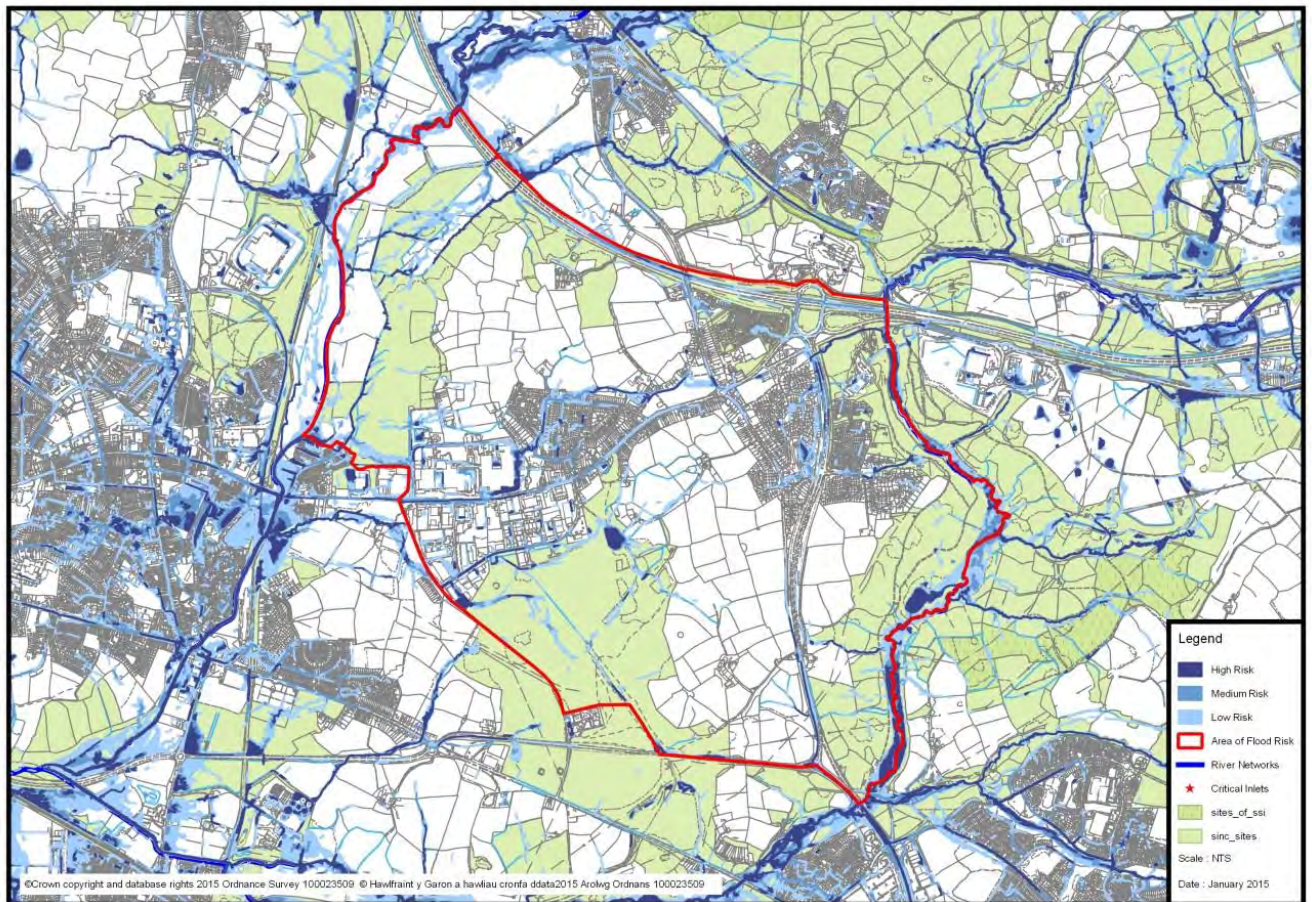 Legend
High Risk
Medium Risk
Low Risk
Area of Flood Risk
River Networks
Critical Inlets
sites_of_ssi
sinc_sites
Scale : NTS
Date : January 2015
©Crown copyright and database rights 2015 Ordnance Survey 100023509 © Hawlfraint y Goron a hawliau cronfa ddata2015 Arolwg Ordnans 100023509